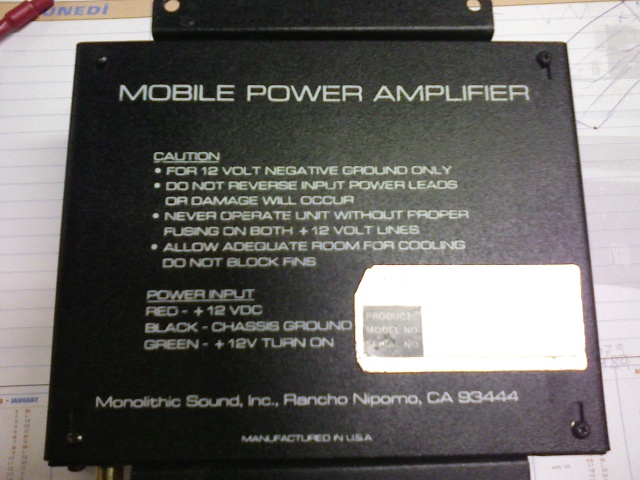 LUNEDÌ
MOBILE POWER AMPLIFIER
CAUTION
• FOR 12 VOLT NEGATIVE GROUND ONLY
• DO NOT REVERSE INPUT POWER LEADS
OR DAMAGE WILL OCCUR
• NEVER OPERATE UNIT WITHOUT PROPER
FUSING ON BOTH +12 VOLT LINES
• ALLOW ADEQUATE ROOM FOR COOLING
DO NOT BLOCK FINS
POWER INPUT
RED - +12 VDC
BLACK - CHASSIS GROUND
GREEN - +12V TURN ON
PRODUCT
MODEL NO
SERIAL NO
Monolithic Sound, Inc., Rancho Nipomo, CA 93444
MANUFACTURED IN U.S.A
JANUARY